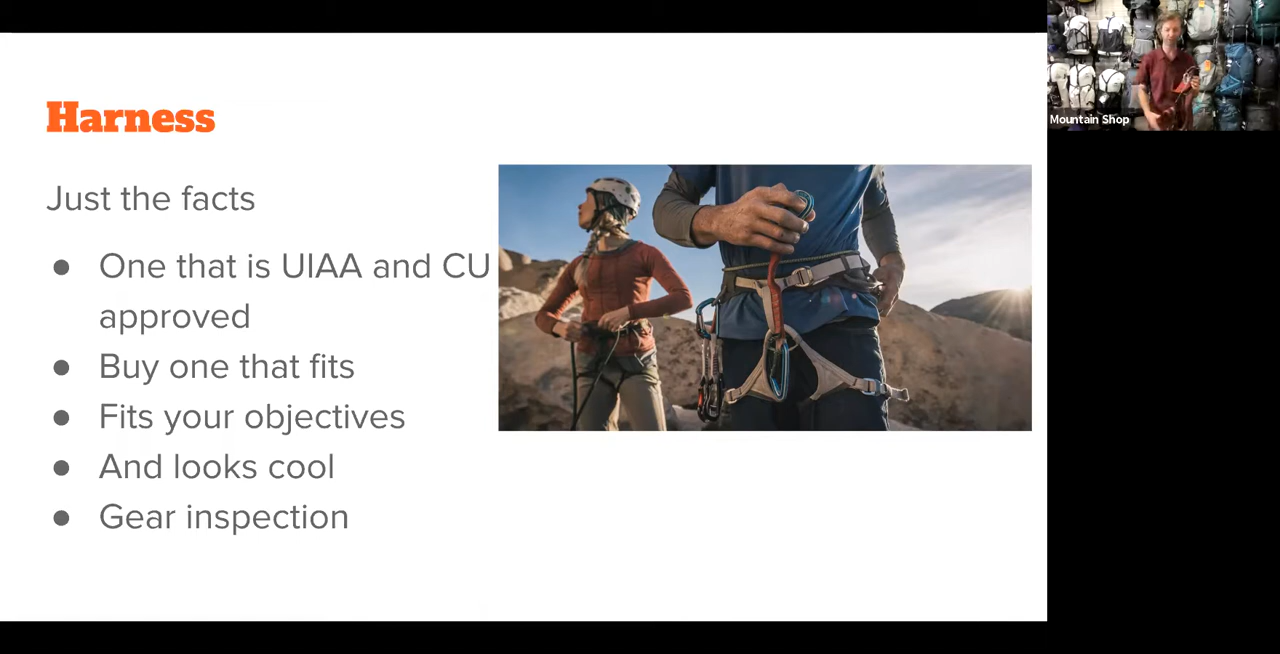 Harness
Just the facts
● One that is UIAA and CU
approved
● Buy one that fits
● Fits your objectives
● And looks cool
● Gear inspection
Mountain Shop